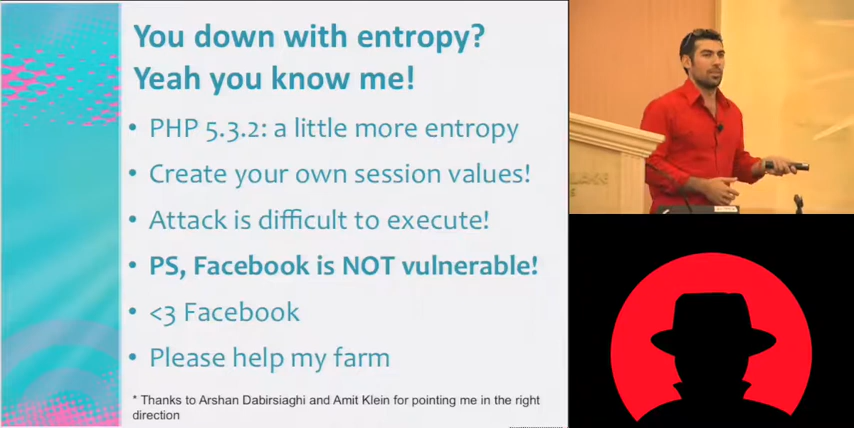 You down with entropy?
Yeah you know me!
• PHP 5.3.2: a little more entropy
• Create your own session values!
• Attack is difficult to execute!
• PS, Facebook is NOT vulnerable!
• <3 Facebook
• Please help my farm
* Thanks to Arshan Dabirsiaghi and Amit Klein for pointing me in the right
direction